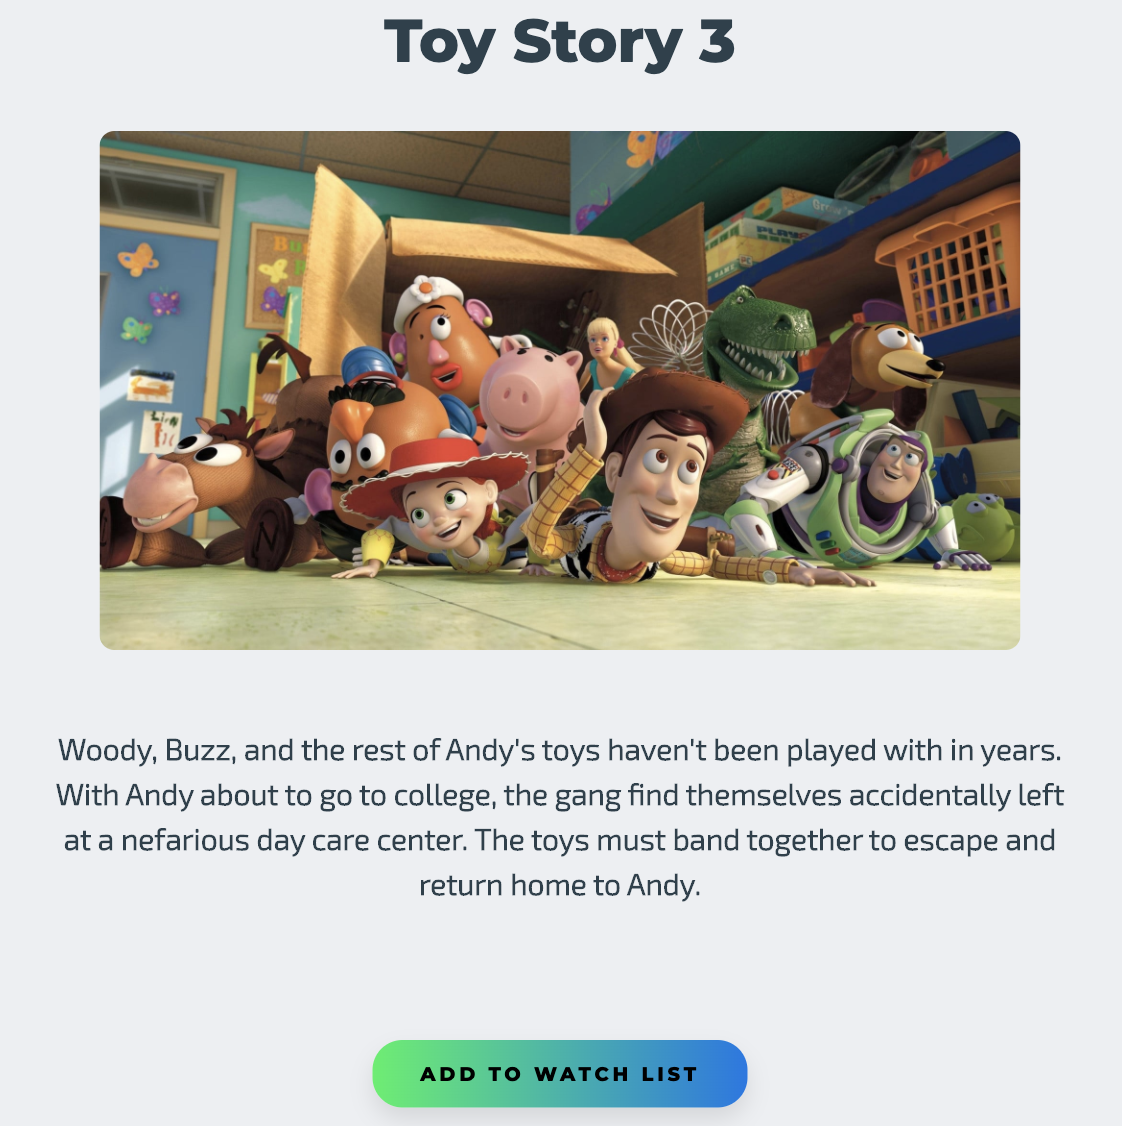 Toy Story 3
Woody, Buzz, and the rest of Andy's toys haven't been played with in years.
With Andy about to go to college, the gang find themselves accidentally left
at a nefarious day care center. The toys must band together to escape and
return home to Andy.
ADD TO WATCH LIST